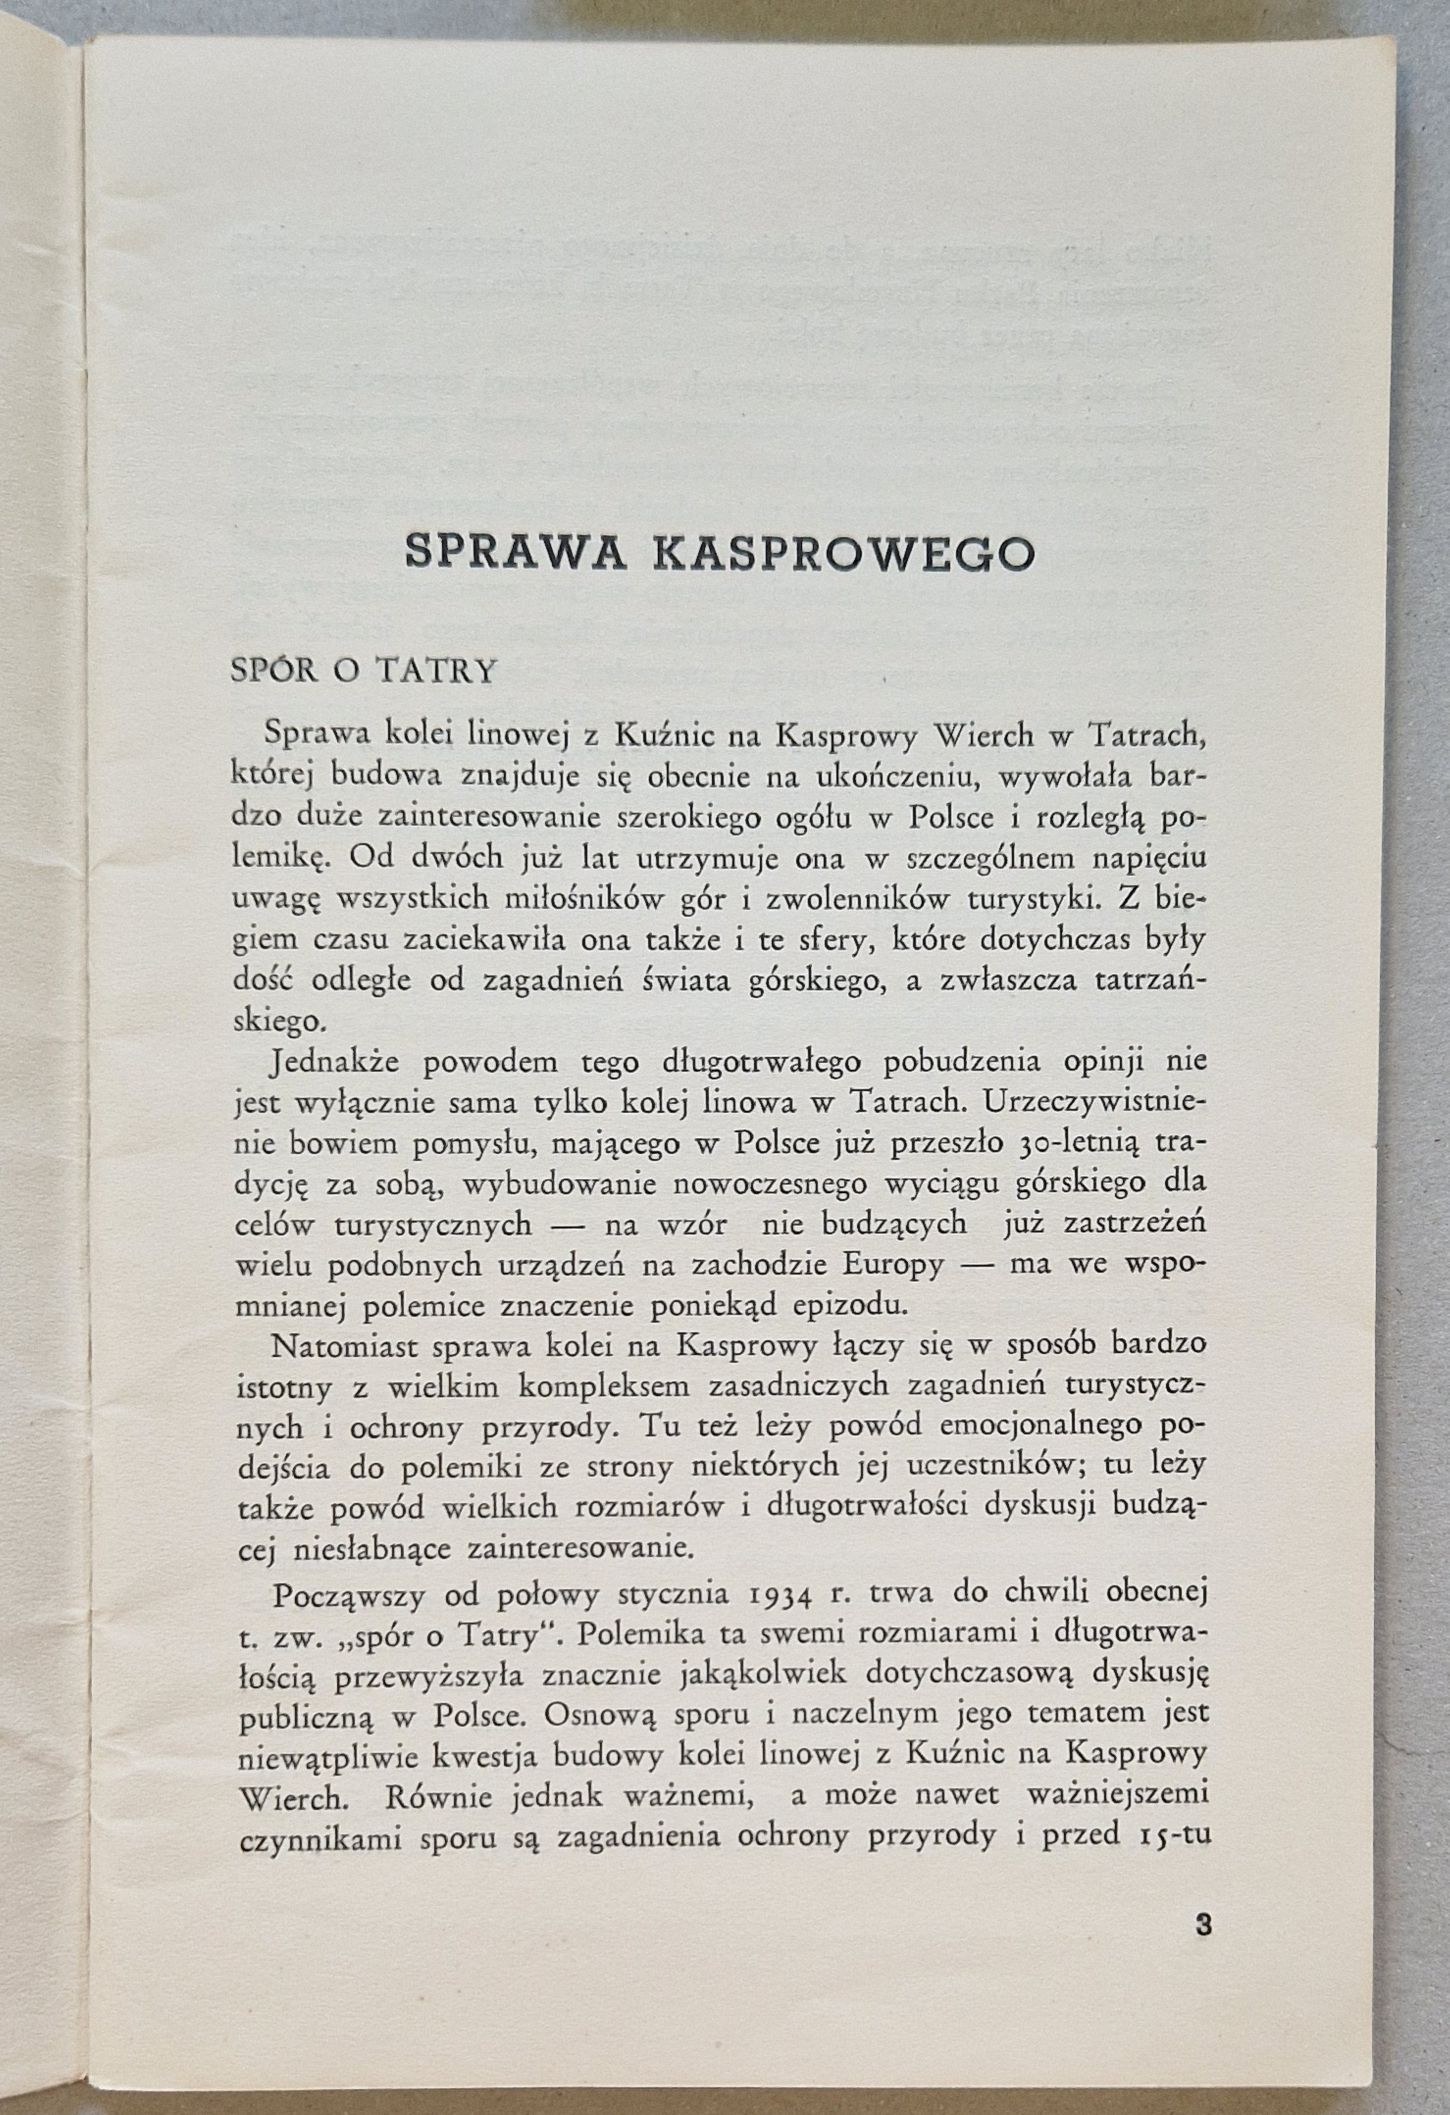 SPRAWA KASPROWEGO
SPÓR O TATRY
Sprawa kolei linowej z Kuźnic na Kasprowy Wierch w Tatrach,
której budowa znajduje się obecnie na ukończeniu, wywołała bar-
dzo duże zainteresowanie szerokiego ogółu w Polsce i rozległą po-
lemikę. Od dwóch już lat utrzymuje ona w szczególnem napięciu
uwagę wszystkich miłośników gór i zwolenników turystyki. Z bie-
giem czasu zaciekawiła ona także i te sfery, które dotychczas były
dość odległe od zagadnień świata górskiego, a zwłaszcza tatrzań-
skiego.
Jednakże powodem tego długotrwałego pobudzenia opinji nie
jest wyłącznie sama tylko kolej linowa w Tatrach. Urzeczywistnie-
nie bowiem pomysłu, mającego w Polsce już przeszło 30-letnią tra-
dycję za sobą, wybudowanie nowoczesnego wyciągu górskiego dla
celów turystycznych — na wzór nie budzących już zastrzeżeń
wielu podobnych urządzeń na zachodzie Europy — ma we wspo-
mnianej polemice znaczenie poniekąd epizodu.
Natomiast sprawa kolei na Kasprowy łączy się w sposób bardzo
istotny z wielkim kompleksem zasadniczych zagadnień turystycz-
nych i ochrony przyrody. Tu też leży powód emocjonalnego po-
dejścia do polemiki ze strony niektórych jej uczestników; tu leży
także powód wielkich rozmiarów i długotrwałości dyskusji budzą-
cej niesłabnące zainteresowanie.
Począwszy od połowy stycznia 1934 r. trwa do chwili obecnej
t. zw. „spór o Tatry“. Polemika ta swemi rozmiarami i długotrwa-
łością przewyższyła znacznie jakąkolwiek dotychczasową dyskusję
publiczną w Polsce. Osnową sporu i naczelnym jego tematem jest
niewątpliwie kwestja budowy kolei linowej z Kuźnic na Kasprowy
Wierch. Równie jednak ważnemi, a może nawet ważniejszemi
czynnikami sporu są zagadnienia ochrony przyrody i przed 15-tu
3